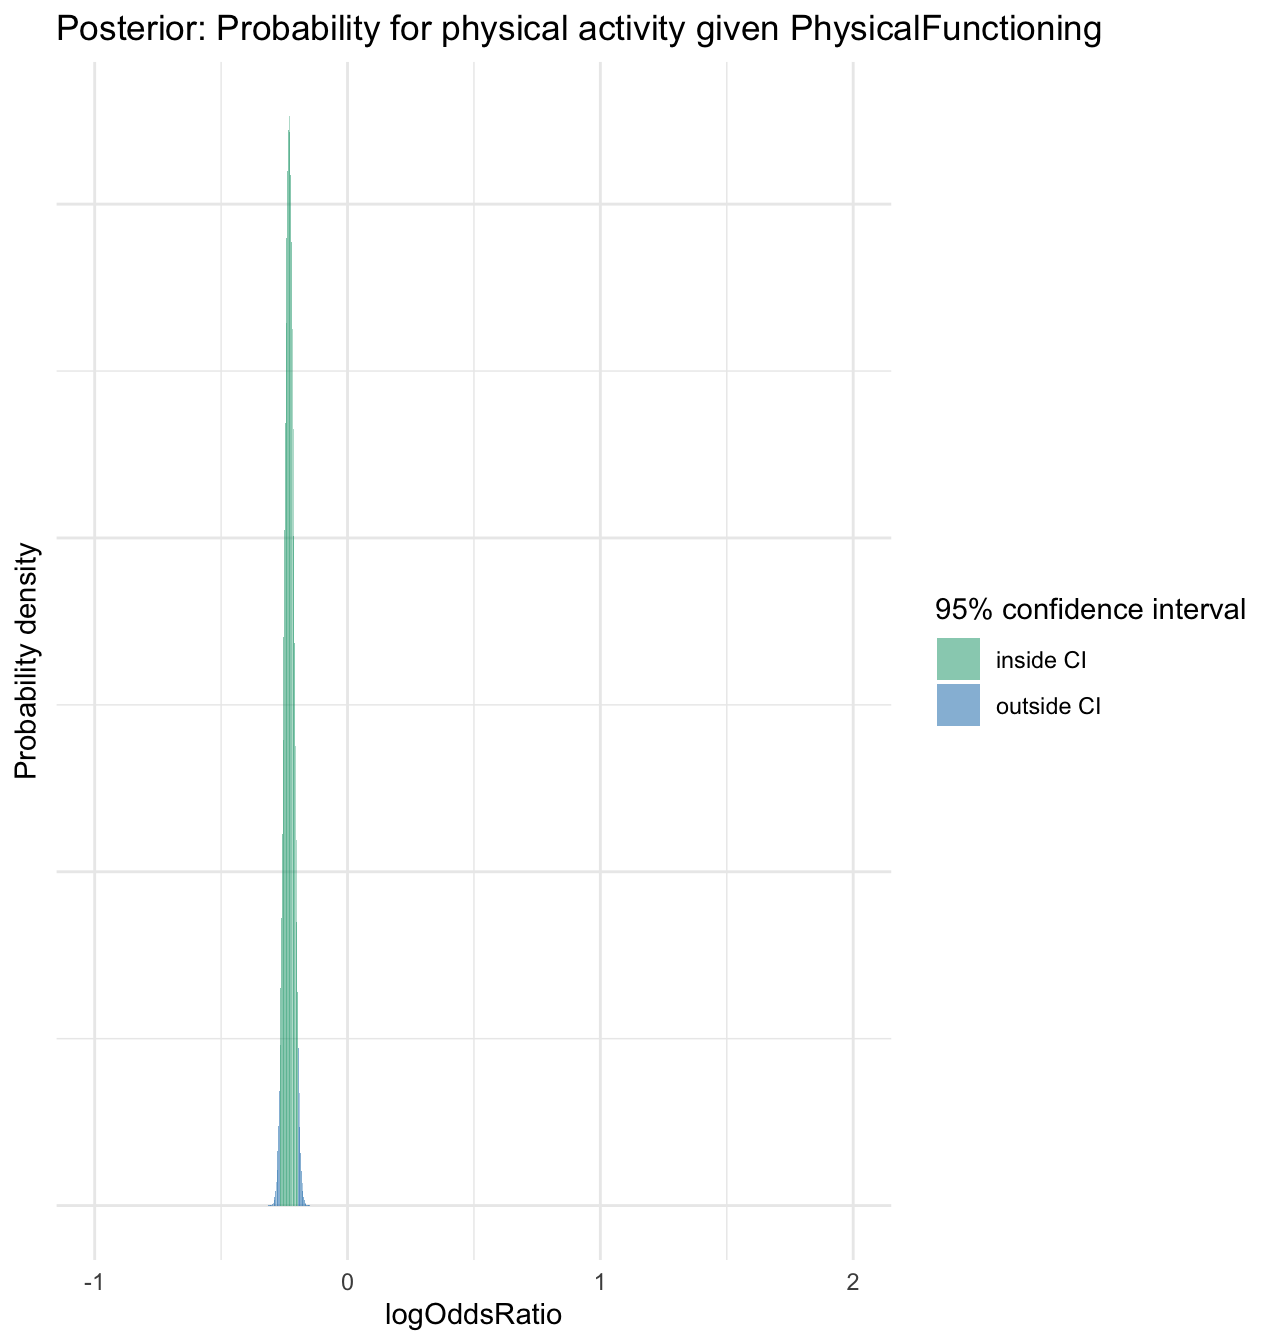 Posterior: Probability for physical activity given PhysicalFunctioning
Probability density
95% confidence interval
inside CI
outside CI
-1
0
1
2
logOddsRatio